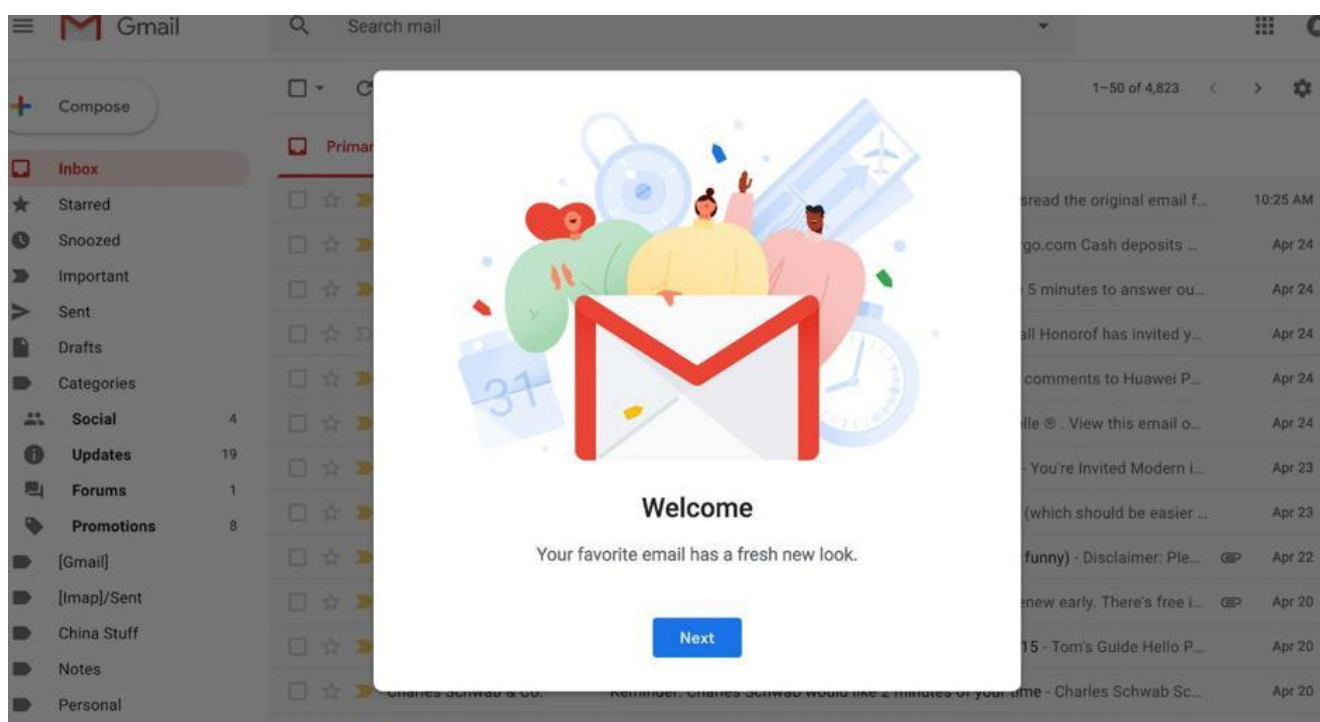 Gmail
Search mail
Compose
1–50 of 4,823
Primar
Inbox
Starred
Snoozed
Important
Sent
Drafts
Categories
Social 4
Updates 19
Forums 1
Promotions 8
[Gmail]
[Imap]/Sent
China Stuff
Notes
Personal
31
Welcome
Your favorite email has a fresh new look.
Next
sread the original email f... 10:25 AM
go.com Cash deposits ... Apr 24
5 minutes to answer ou... Apr 24
all Honorof has invited y... Apr 24
comments to Huawei P... Apr 24
lle ® . View this email o... Apr 24
- You're Invited Modern i... Apr 23
(which should be easier ... Apr 23
funny) - Disclaimer: Ple... Apr 22
enew early. There's free i... Apr 20
15 - Tom's Guide Hello P... Apr 20
Charles Schwab & Co. Reminder: Charles Schwab would like 2 minutes of your time - Charles Schwab Sc... Apr 20